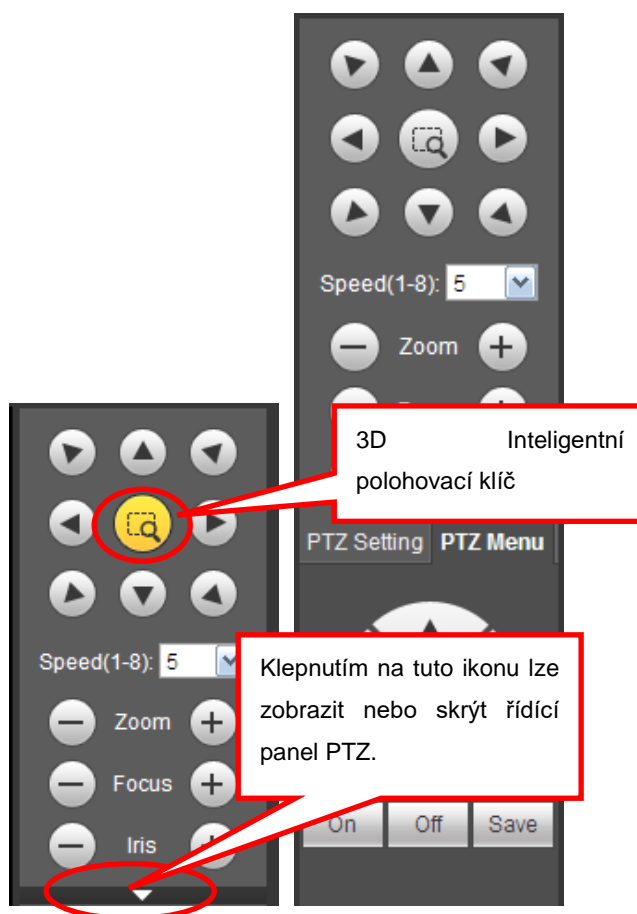 Speed(1-8): 5
Zoom
3D Inteligentní
polohovací klíč
PTZ Setting PTZ Menu
Speed(1-8): 5
Zoom
Focus
Iris
Klepnutím na tuto ikonu lze
zobrazit nebo skrýt řídící
panel PTZ.
On Off Save